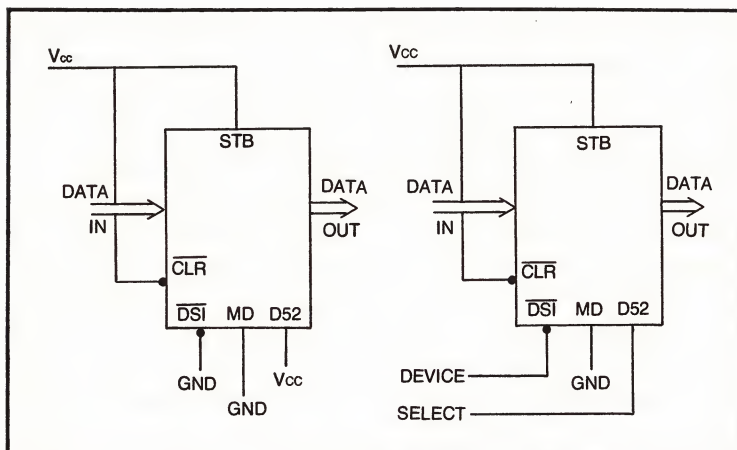 Vcc
STB
DATA
IN
DATA
OUT
CLR
DSI MD D52
GND
GND
Vcc
Vcc
STB
DATA
IN
DATA
OUT
CLR
DSI MD D52
DEVICE
GND
SELECT